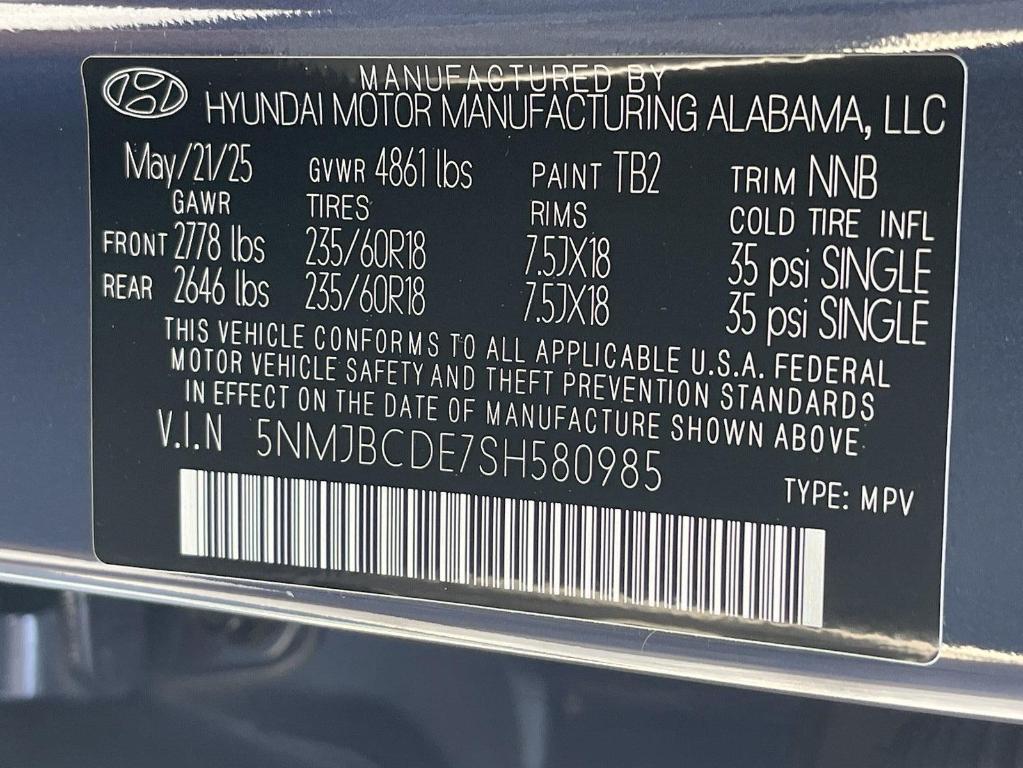 MANUFACTURED BY
HYUNDAI MOTOR MANUFACTURING ALABAMA, LLC
May/21/25 GVWR 4861 lbs PAINT TB2 TRIM NNB
GAWR TIRES RIMS COLD TIRE INFL
FRONT 2778 lbs 235/60R18 7.5JX18 35 psi SINGLE
REAR 2646 lbs 235/60R18 7.5JX18 35 psi SINGLE
THIS VEHICLE CONFORMS TO ALL APPLICABLE U.S.A. FEDERAL
MOTOR VEHICLE SAFETY AND THEFT PREVENTION STANDARDS
IN EFFECT ON THE DATE OF MANUFACTURE SHOWN ABOVE.
V.I.N 5NMJBCDE7SH580985
TYPE: MPV